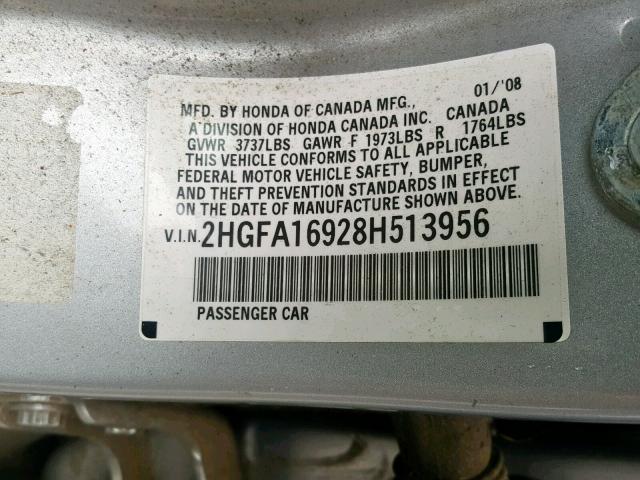 MFD. BY HONDA OF CANADA MFG., 01/'08
A DIVISION OF HONDA CANADA INC. CANADA
GVWR 3737LBS GAWR F 1973LBS R 1764LBS
THIS VEHICLE CONFORMS TO ALL APPLICABLE
FEDERAL MOTOR VEHICLE SAFETY, BUMPER,
AND THEFT PREVENTION STANDARDS IN EFFECT
ON THE DATE OF MANUFACTURE SHOWN ABOVE.
V.I.N. 2HGFA16928H513956
PASSENGER CAR